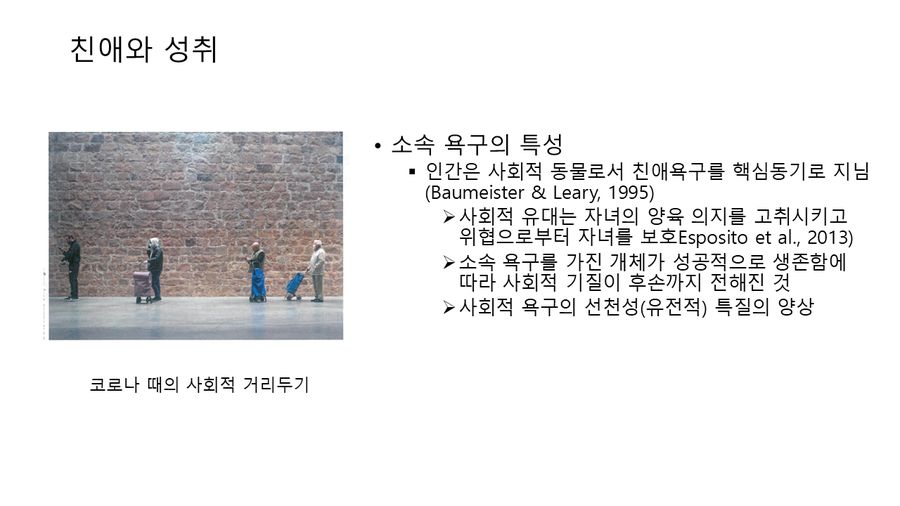 친애와 성취
• 소속 욕구의 특성
▪ 인간은 사회적 동물로서 친애욕구를 핵심동기로 지님
(Baumeister & Leary, 1995)
➢사회적 유대는 자녀의 양육 의지를 고취시키고
위협으로부터 자녀를 보호Esposito et al., 2013)
➢소속 욕구를 가진 개체가 성공적으로 생존함에
따라 사회적 기질이 후손까지 전해진 것
➢사회적 욕구의 선천성(유전적) 특질의 양상
코로나 때의 사회적 거리두기